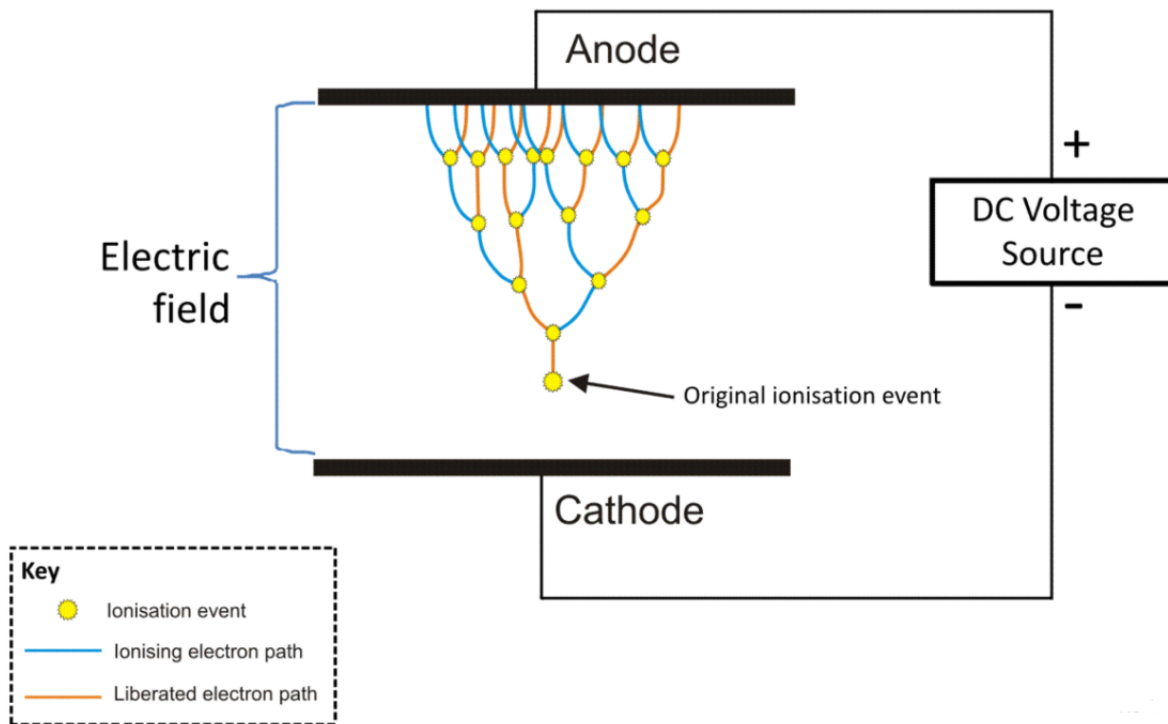 Anode
+
DC Voltage
Source
-
Electric
field
Original ionisation event
Cathode
Key
Ionisation event
Ionising electron path
Liberated electron path